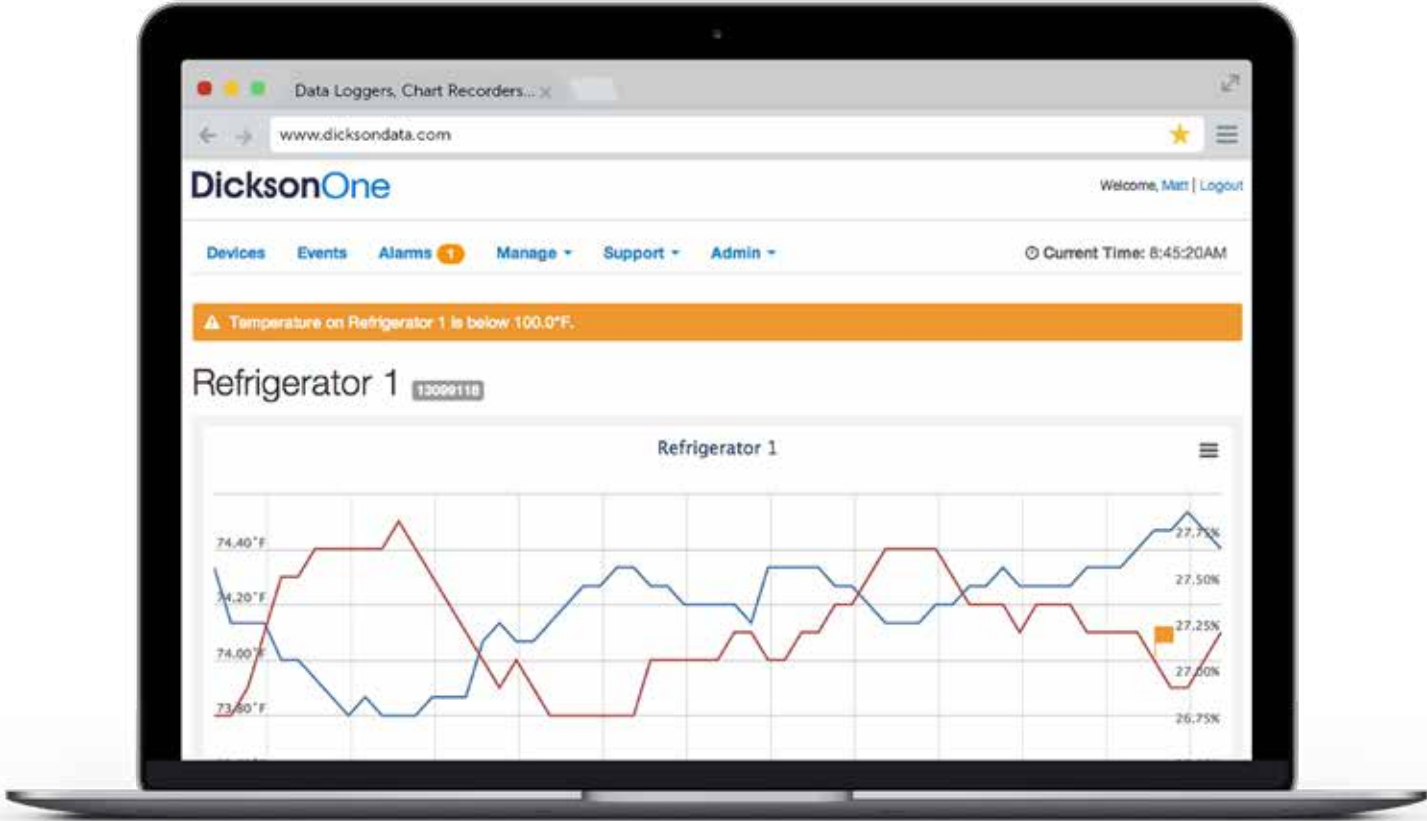 Data Loggers, Chart Recorders... ×
www.dicksondata.com
DicksonOne
Welcome, Matt | Logout
Devices Events Alarms 1 Manage Support Admin Current Time: 8:45:20AM
Temperature on Refrigerator 1 is below 100.0°F.
Refrigerator 1 13099118
Refrigerator 1
74.40°F
27.75%
27.50%
74.20°F
27.25%
74.00°F
27.00%
73.80°F
26.75%